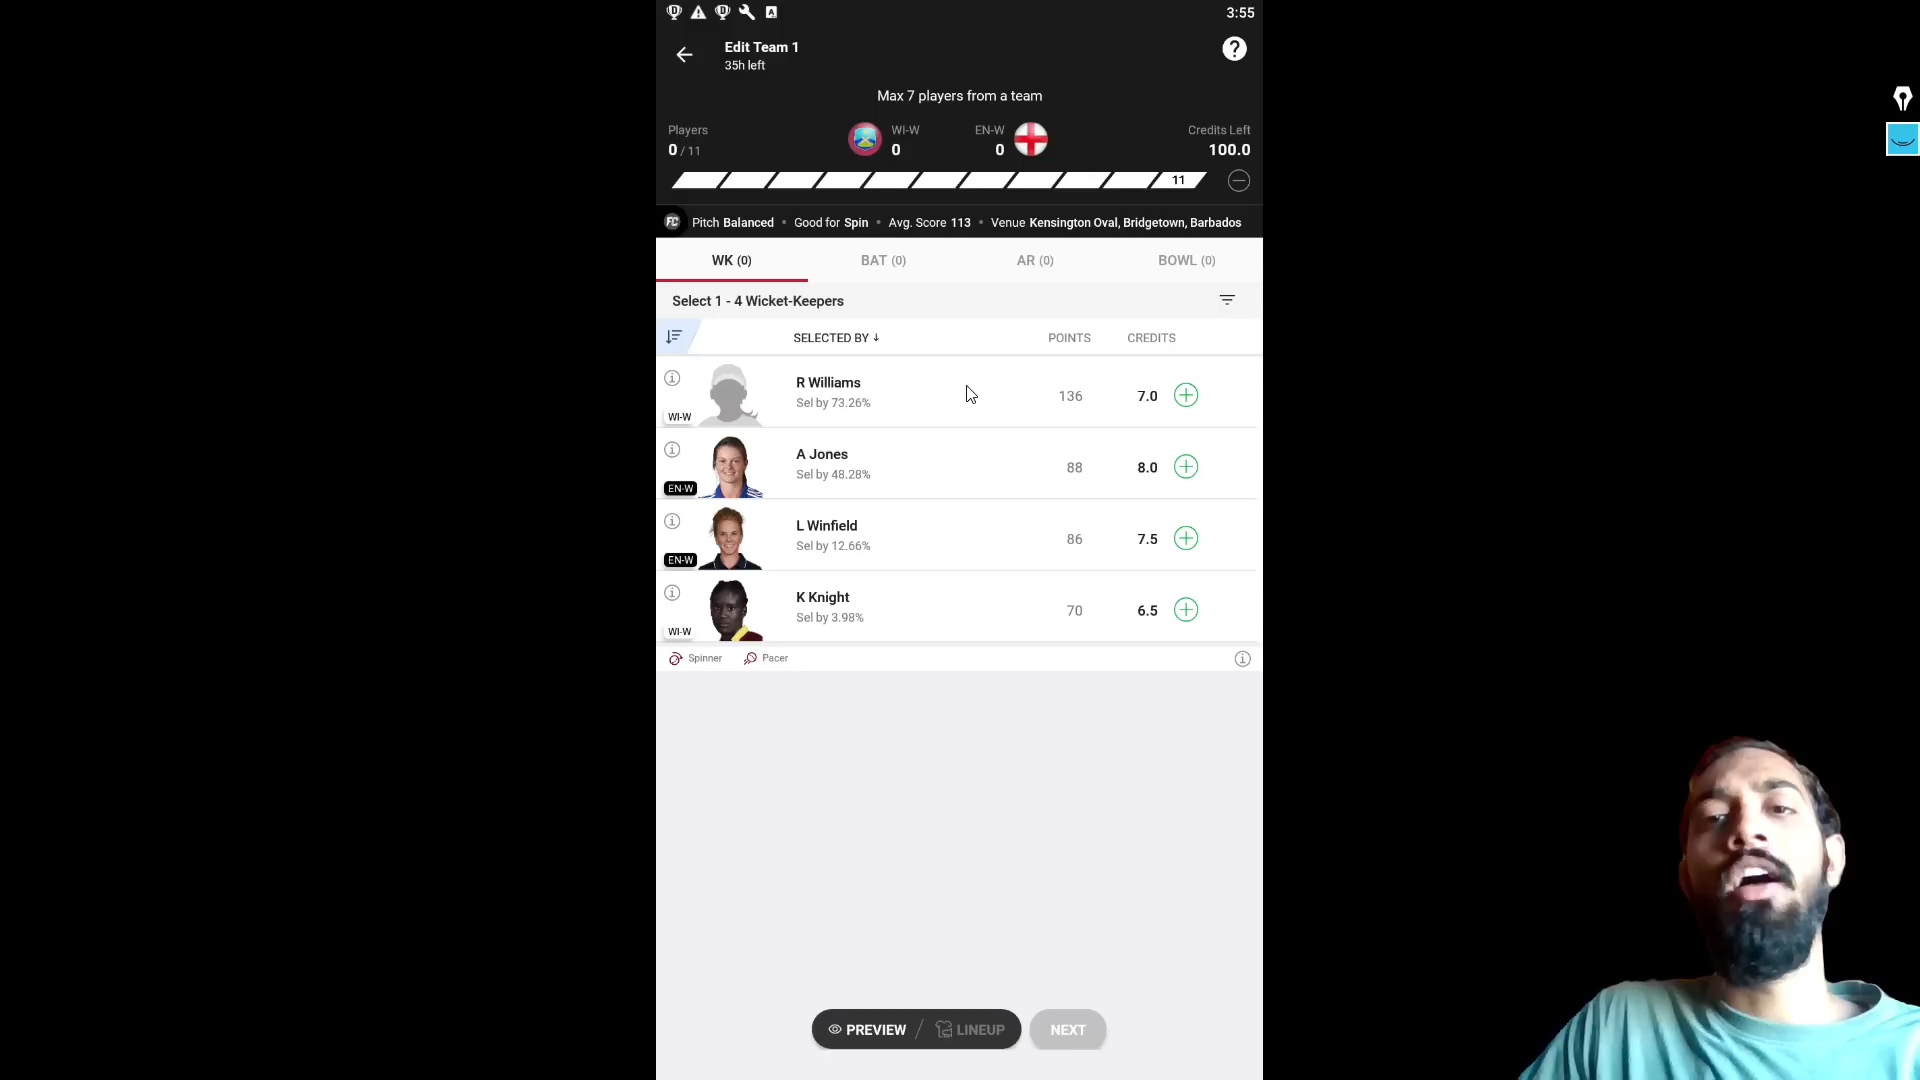 3:55
Edit Team 1
35h left
Max 7 players from a team
Players
0 / 11
WI-W
0
EN-W
0
Credits Left
100.0
11
FC Pitch Balanced • Good for Spin • Avg. Score 113 • Venue Kensington Oval, Bridgetown, Barbados
WK (0) BAT (0) AR (0) BOWL (0)
Select 1 - 4 Wicket-Keepers
SELECTED BY ↓ POINTS CREDITS
R Williams
Sel by 73.26%
136 7.0
WI-W
A Jones
Sel by 48.28%
88 8.0
EN-W
L Winfield
Sel by 12.66%
86 7.5
EN-W
K Knight
Sel by 3.98%
70 6.5
WI-W
Spinner Pacer
PREVIEW / LINEUP NEXT